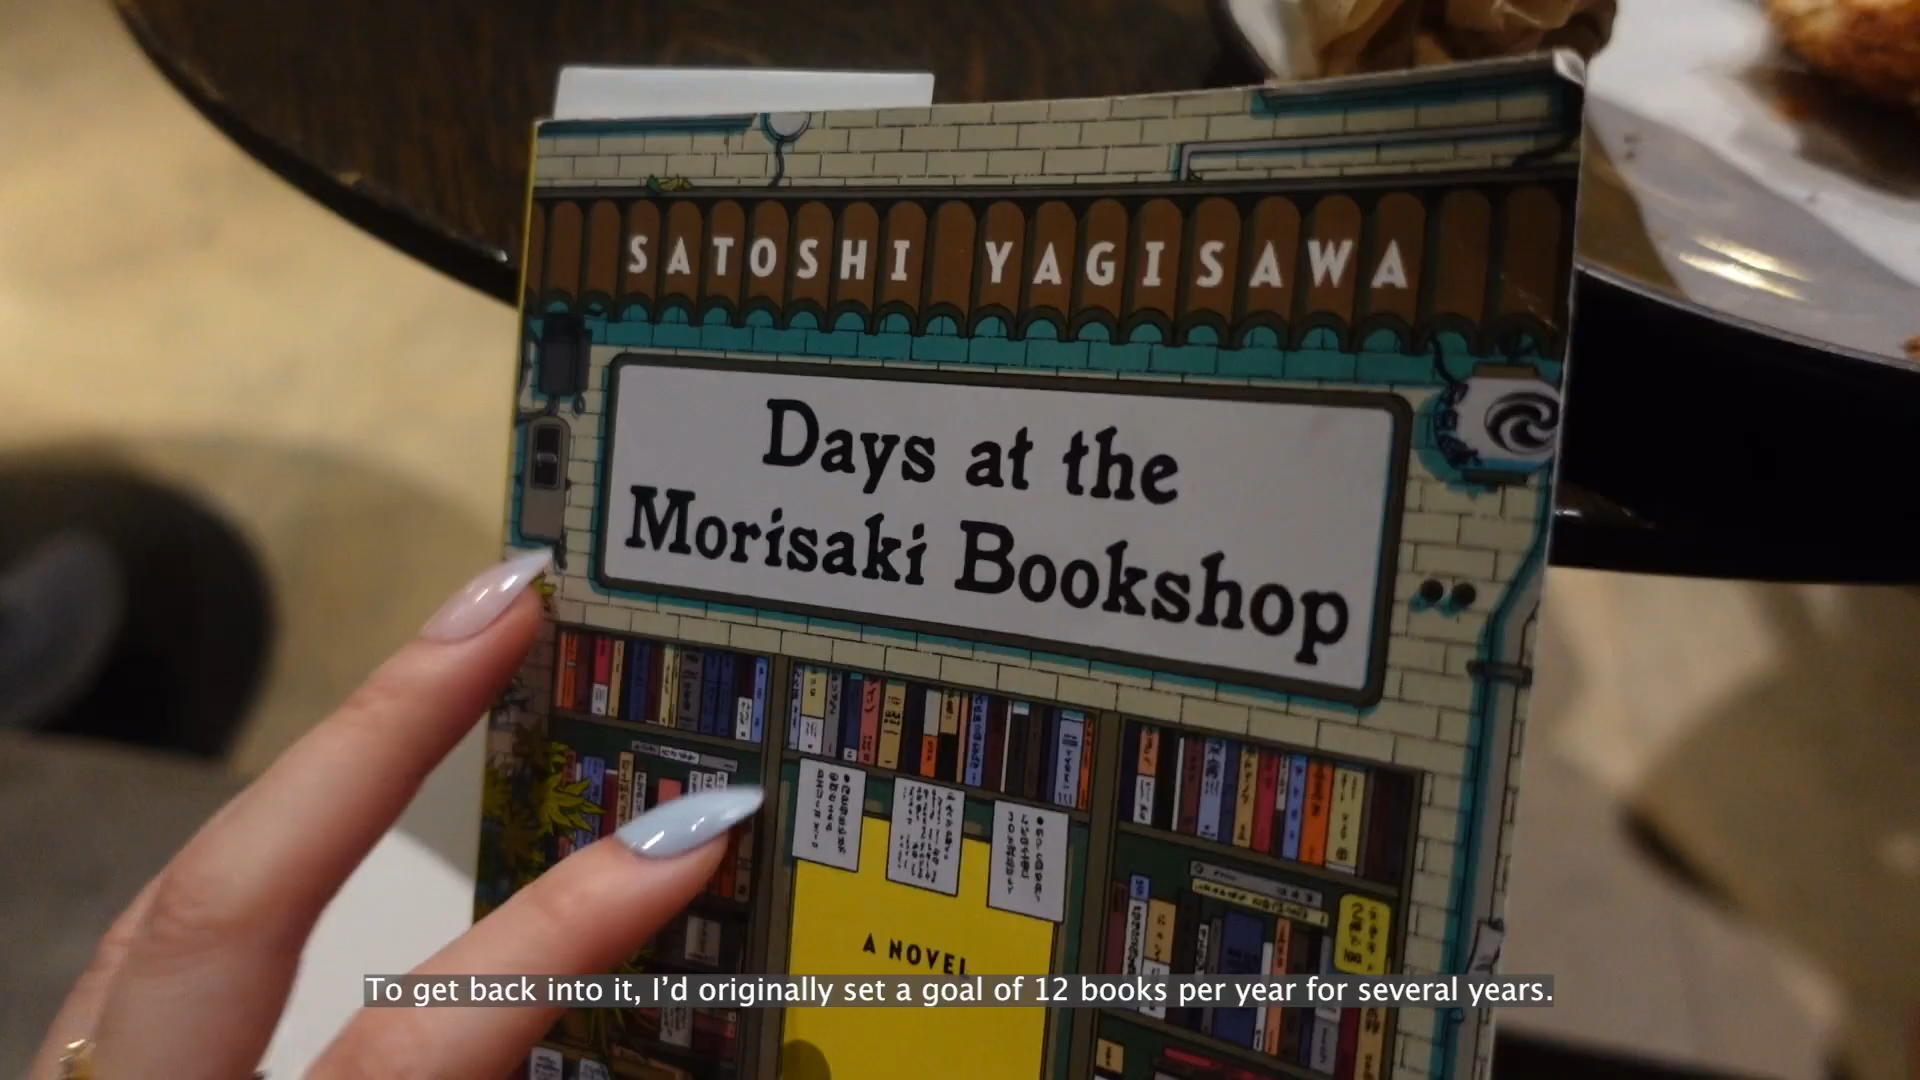 SATOSHI YAGISAWA
Days at the
Morisaki Bookshop
A NOVEL
To get back into it, I'd originally set a goal of 12 books per year for several years.